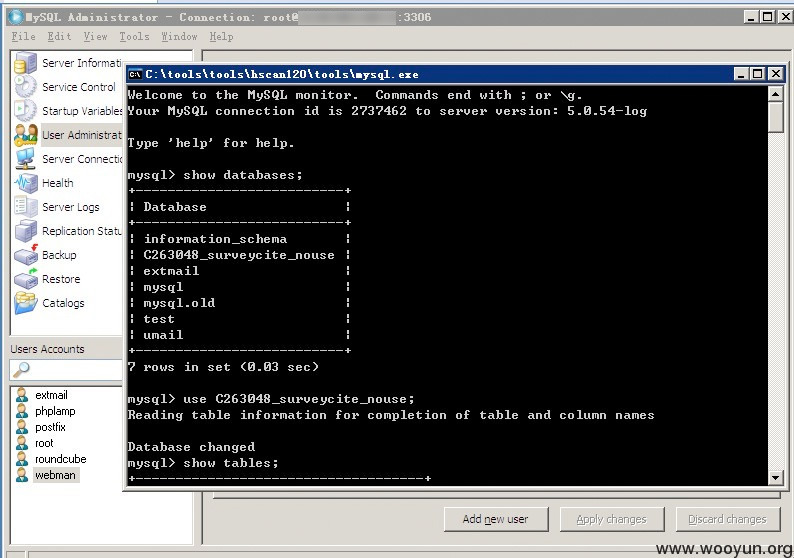 MySQL Administrator - Connection: root@ :3306
File Edit View Tools Window Help
Server Informati
Service Control
Startup Variables
User Administrat
Server Connectio
Health
Server Logs
Replication Statu
Backup
Restore
Catalogs
Users Accounts
extmail
phplamp
postfix
root
roundcube
webman
C:\tools\tools\hscan120\tools\mysql.exe
Welcome to the MySQL monitor.  Commands end with ; or \g.
Your MySQL connection id is 2737462 to server version: 5.0.54-log
Type 'help' for help.
mysql> show databases;
+---------------------------+
| Database                  |
+---------------------------+
| information_schema        |
| C263048_surveycite_nouse |
| extmail                   |
| mysql                     |
| mysql.old                 |
| test                      |
| umail                     |
+---------------------------+
7 rows in set (0.03 sec)
mysql> use C263048_surveycite_nouse;
Reading table information for completion of table and column names
Database changed
mysql> show tables;
+-------------------------------------+
Add new user Apply changes Discard changes
www.wooyun.org